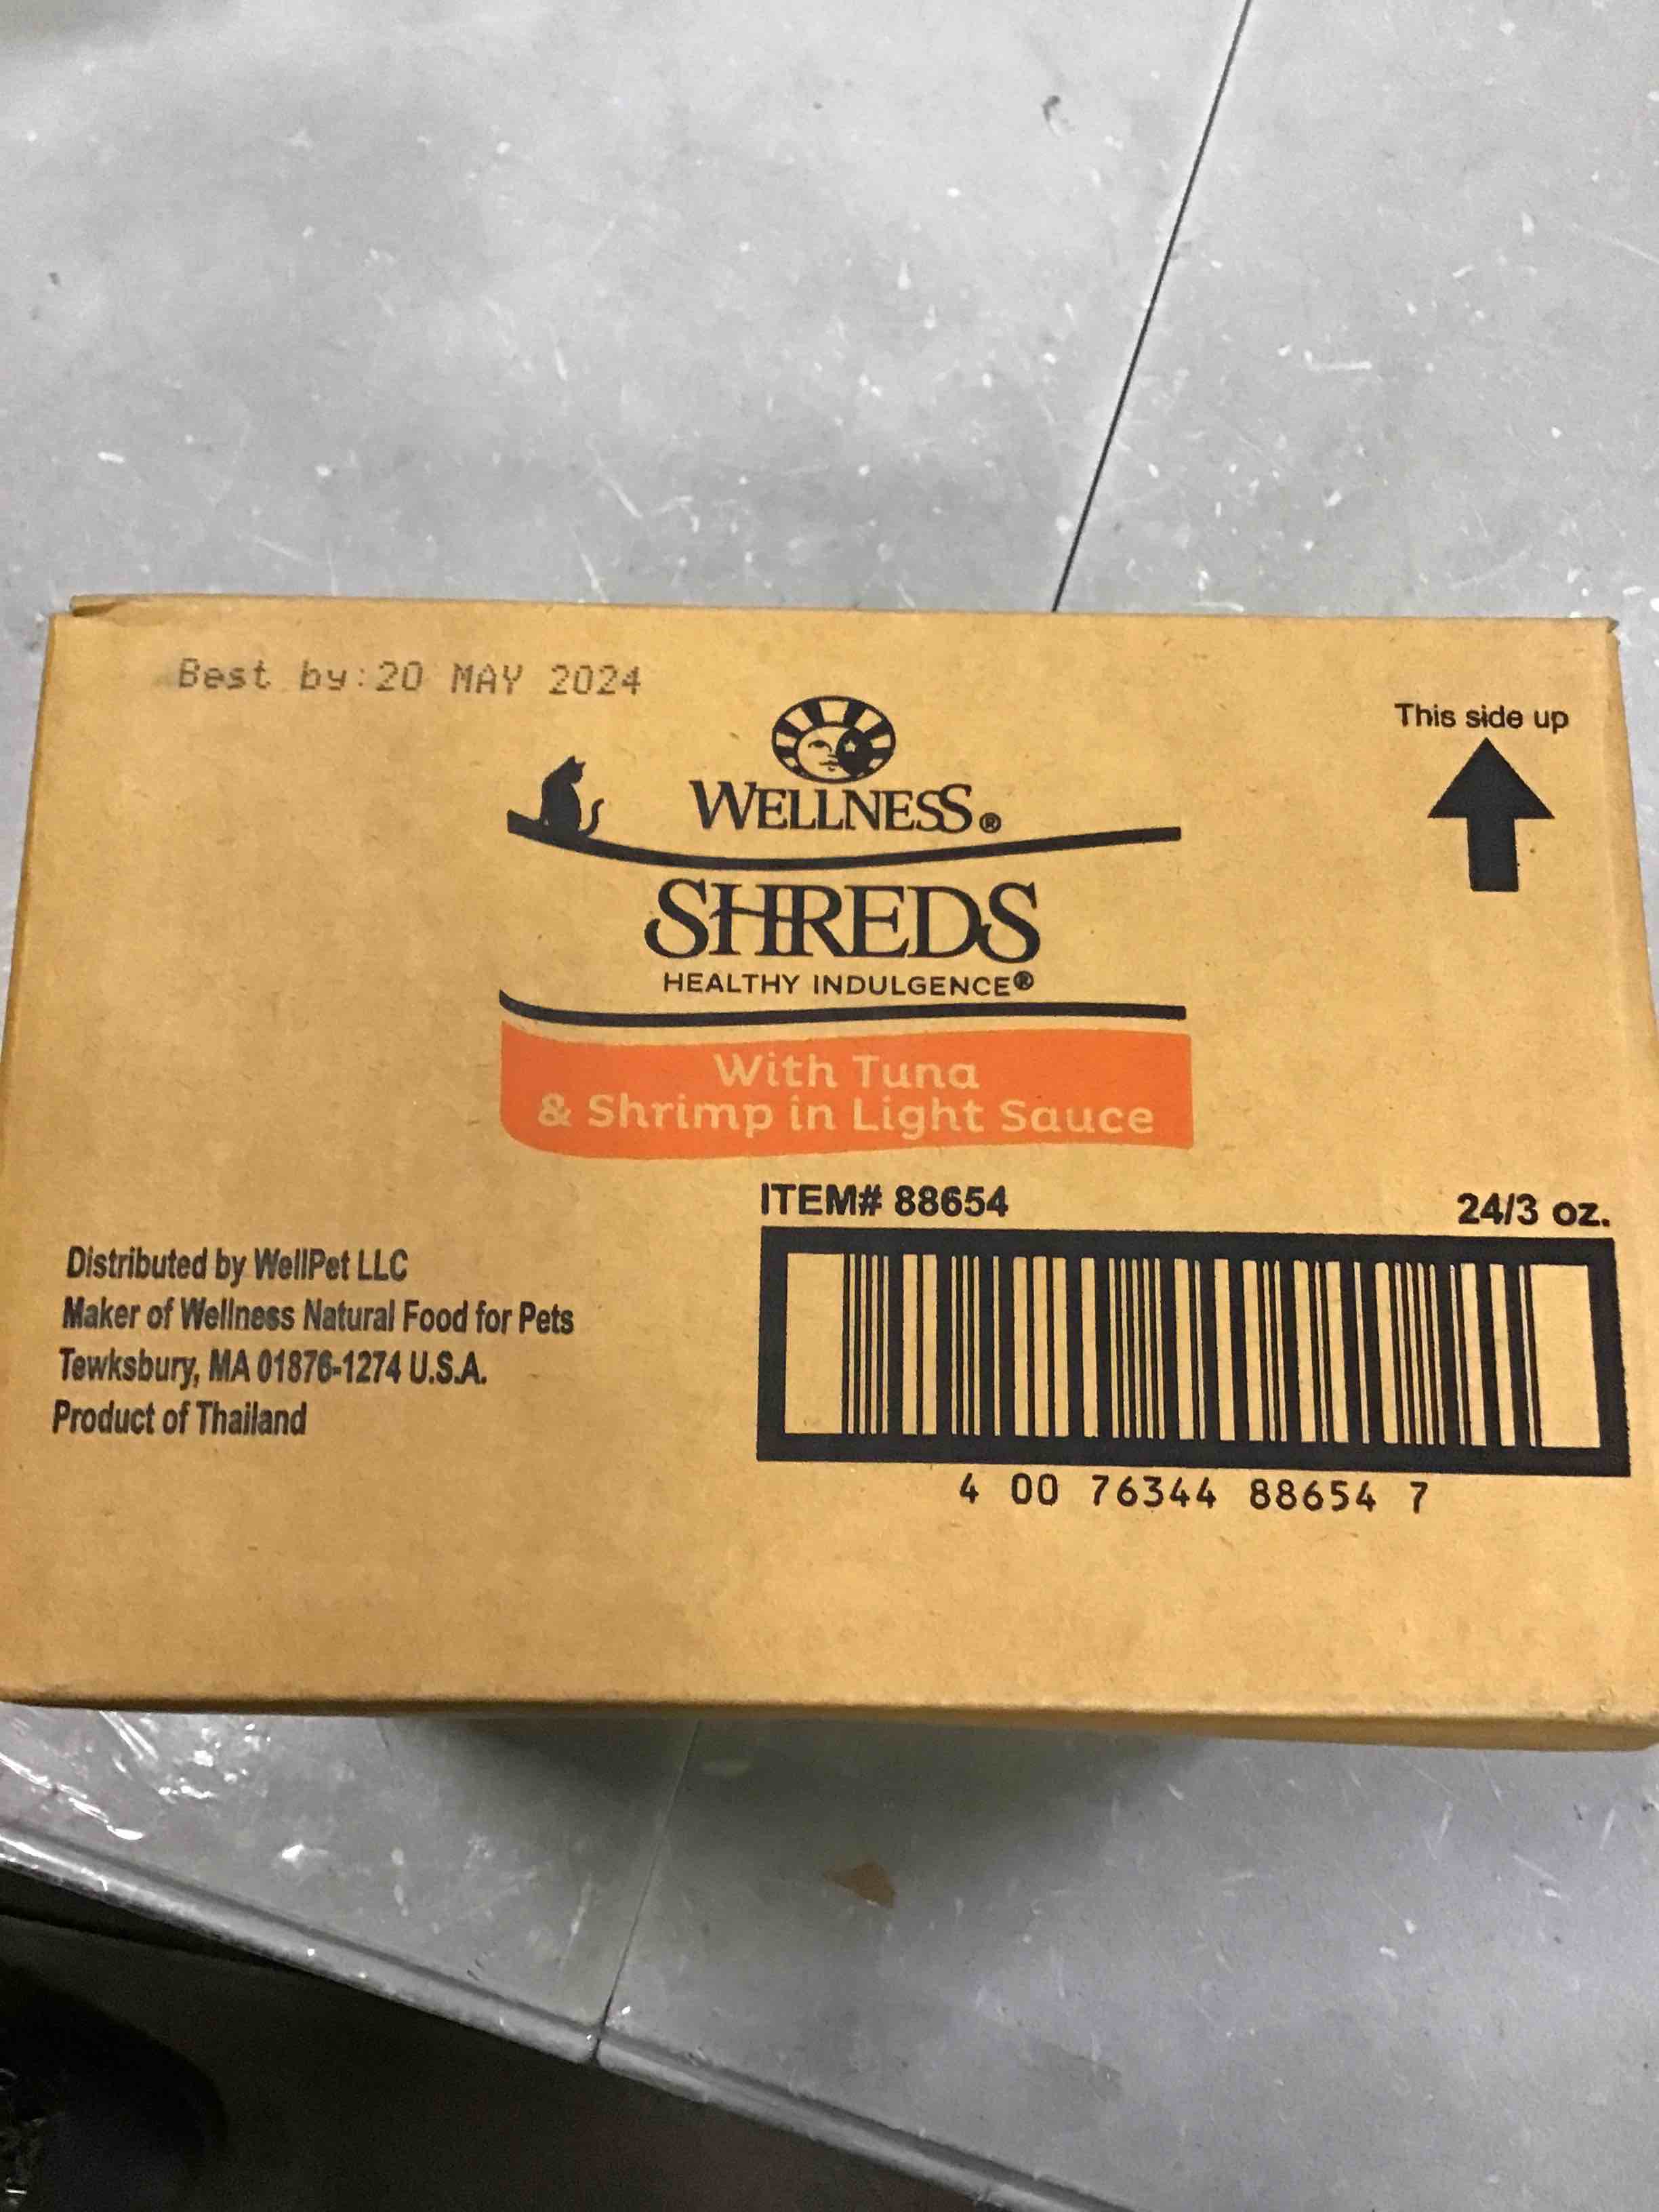 Best by:20 MAY 2024
This side up
WELLNESS®
SHREDS
HEALTHY INDULGENCE®
With Tuna
& Shrimp in Light Sauce
ITEM# 88654
24/3 oz.
Distributed by WellPet LLC
Maker of Wellness Natural Food for Pets
Tewksbury, MA 01876-1274 U.S.A.
Product of Thailand
4 00 76344 88654 7